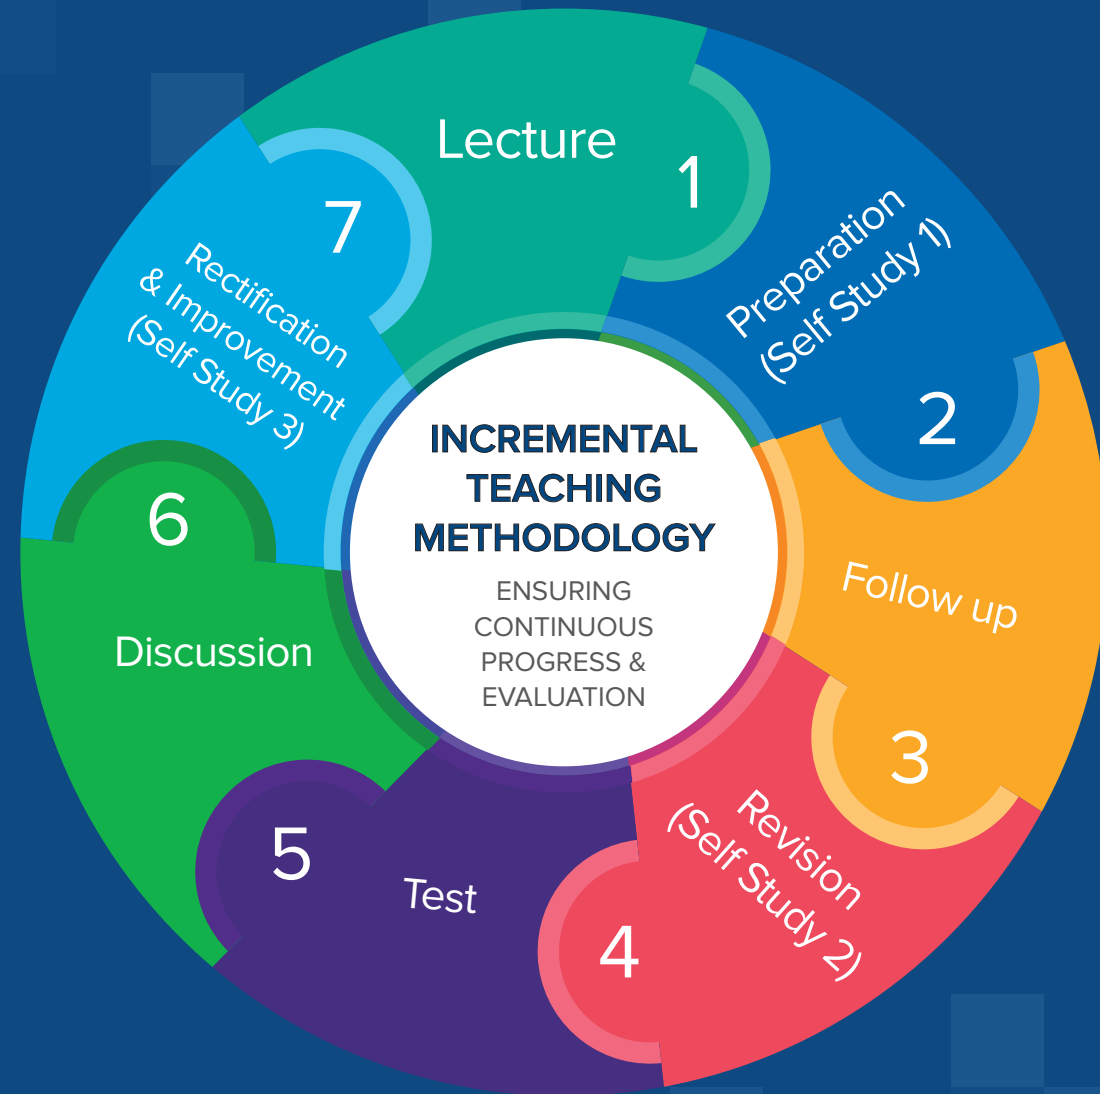 INCREMENTAL
TEACHING
METHODOLOGY
ENSURING
CONTINUOUS
PROGRESS &
EVALUATION
Lecture
1
Preparation
(Self Study 1)
2
Follow up
3
Revision
(Self Study 2)
4
Test
5
Discussion
6
Rectification
& Improvement
(Self Study 3)
7